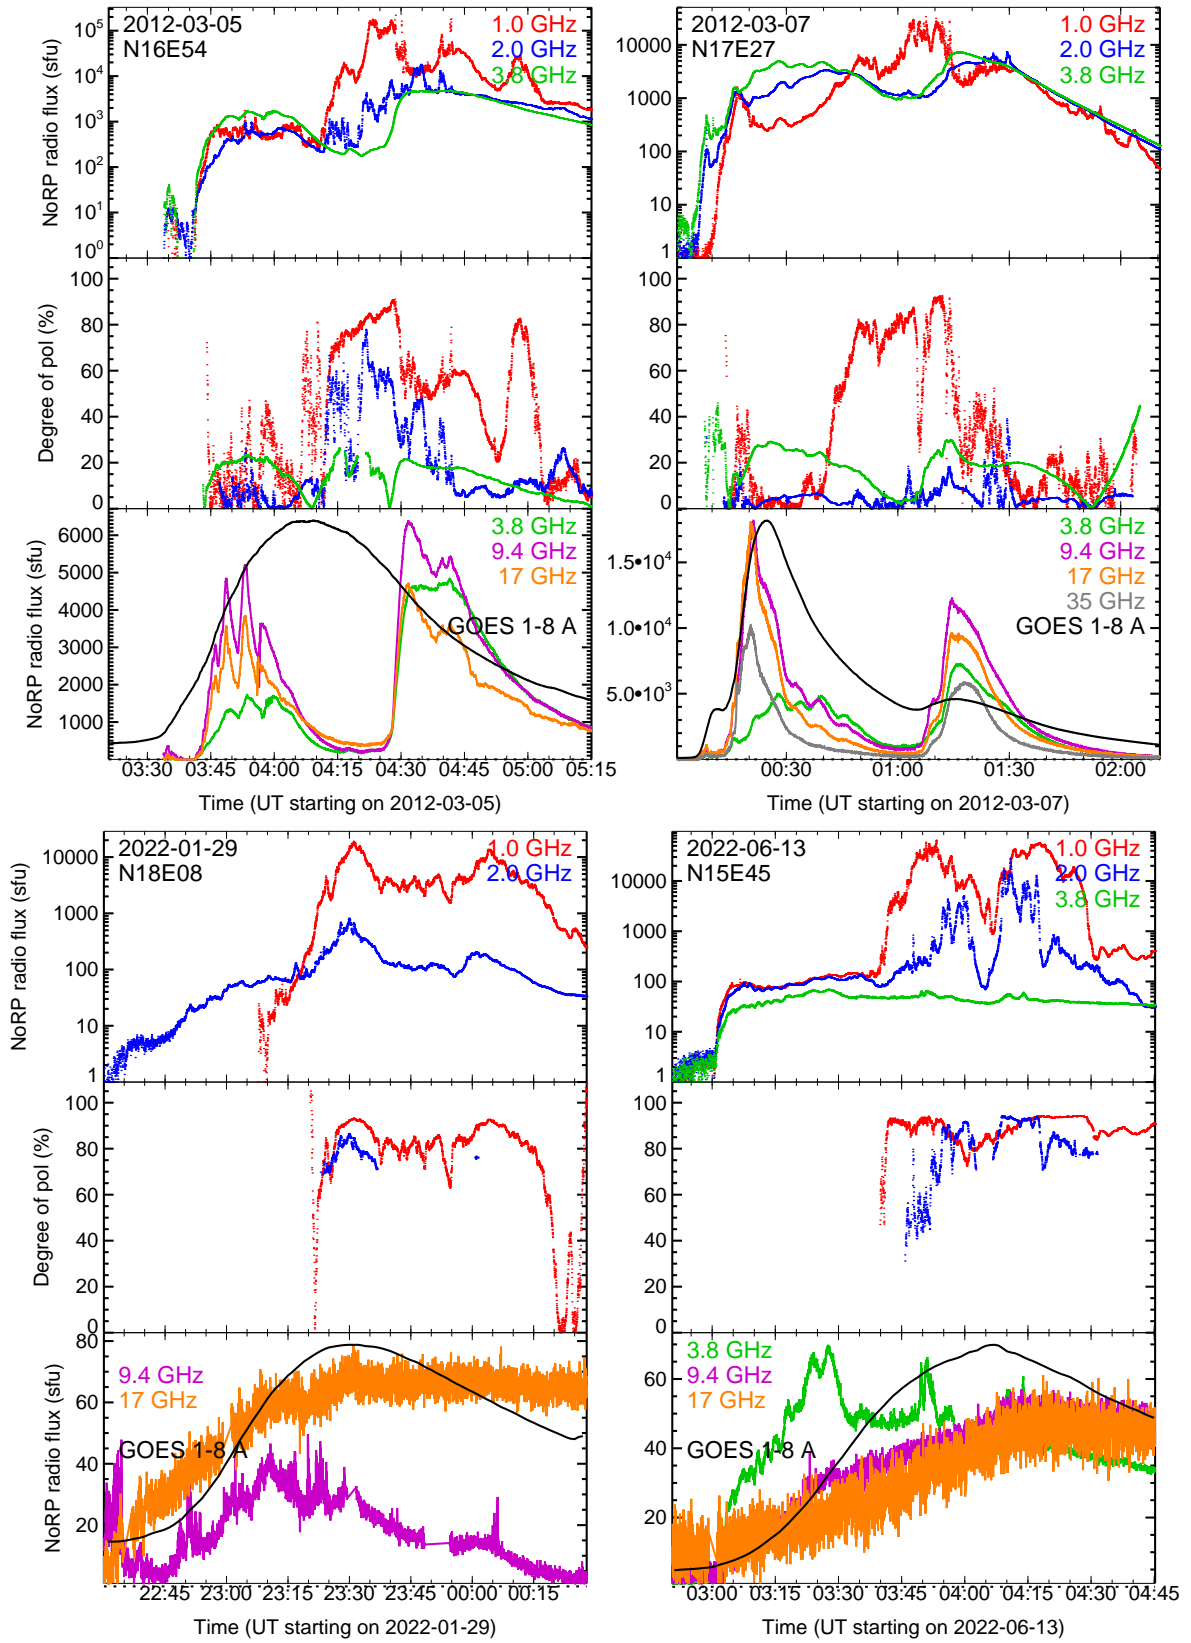 2012-03-05
N16E54
1.0 GHz
2.0 GHz
3.8 GHz
NoRP radio flux (sfu)
10^5
10^4
10^3
10^2
10^1
10^0
Degree of pol (%)
100
80
60
40
20
0
NoRP radio flux (sfu)
6000
5000
4000
3000
2000
1000
3.8 GHz
9.4 GHz
17 GHz
GOES 1-8 A
03:30 03:45 04:00 04:15 04:30 04:45 05:00 05:15
Time (UT starting on 2012-03-05)
2012-03-07
N17E27
1.0 GHz
2.0 GHz
3.8 GHz
10000
1000
100
10
1
100
80
60
40
20
0
1.5•10^4
1.0•10^4
5.0•10^3
3.8 GHz
9.4 GHz
17 GHz
35 GHz
GOES 1-8 A
00:30 01:00 01:30 02:00
Time (UT starting on 2012-03-07)
2022-01-29
N18E08
1.0 GHz
2.0 GHz
NoRP radio flux (sfu)
10000
1000
100
10
1
Degree of pol (%)
100
80
60
40
20
0
NoRP radio flux (sfu)
80
60
40
20
9.4 GHz
17 GHz
GOES 1-8 A
22:45 23:00 23:15 23:30 23:45 00:00 00:15
Time (UT starting on 2022-01-29)
2022-06-13
N15E45
1.0 GHz
2.0 GHz
3.8 GHz
10000
1000
100
10
1
100
80
60
40
20
0
60
40
20
3.8 GHz
9.4 GHz
17 GHz
GOES 1-8 A
03:00 03:15 03:30 03:45 04:00 04:15 04:30 04:45
Time (UT starting on 2022-06-13)